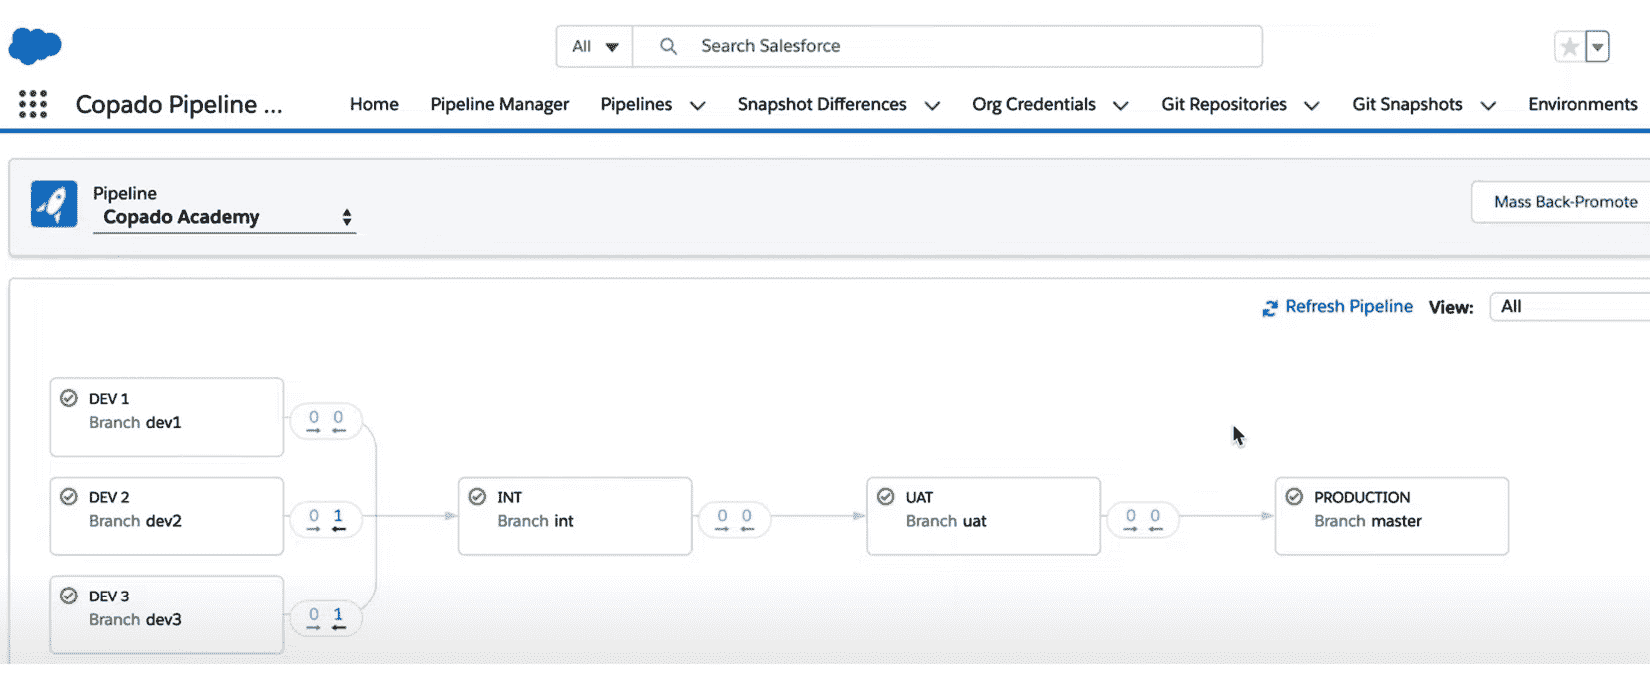 All Search Salesforce
Copado Pipeline ... Home Pipeline Manager Pipelines Snapshot Differences Org Credentials Git Repositories Git Snapshots Environments
Pipeline
Copado Academy
Mass Back-Promote
Refresh Pipeline View: All
DEV 1
Branch dev1
0 0
DEV 2
Branch dev2
0 1
INT
Branch int
0 0
UAT
Branch uat
0 0
PRODUCTION
Branch master
DEV 3
Branch dev3
0 1